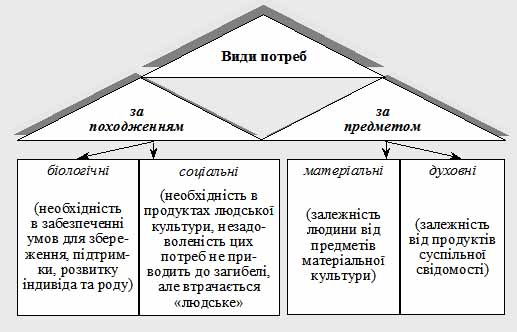 Види потреб
за
походженням
за
предметом
біологічні
(необхідність
в забезпеченні
умов для збере-
ження, підтрим-
ки, розвитку
індивіда та роду)
соціальні
(необхідність в
продуктах людської
культури, незадо-
воленість цих
потреб не при-
водить до загибелі,
але втрачається
«людське»
матеріальні
(залежність
людини від
предметів
матеріальної
культури)
духовні
(залежність
від продуктів
суспільної
свідомості)